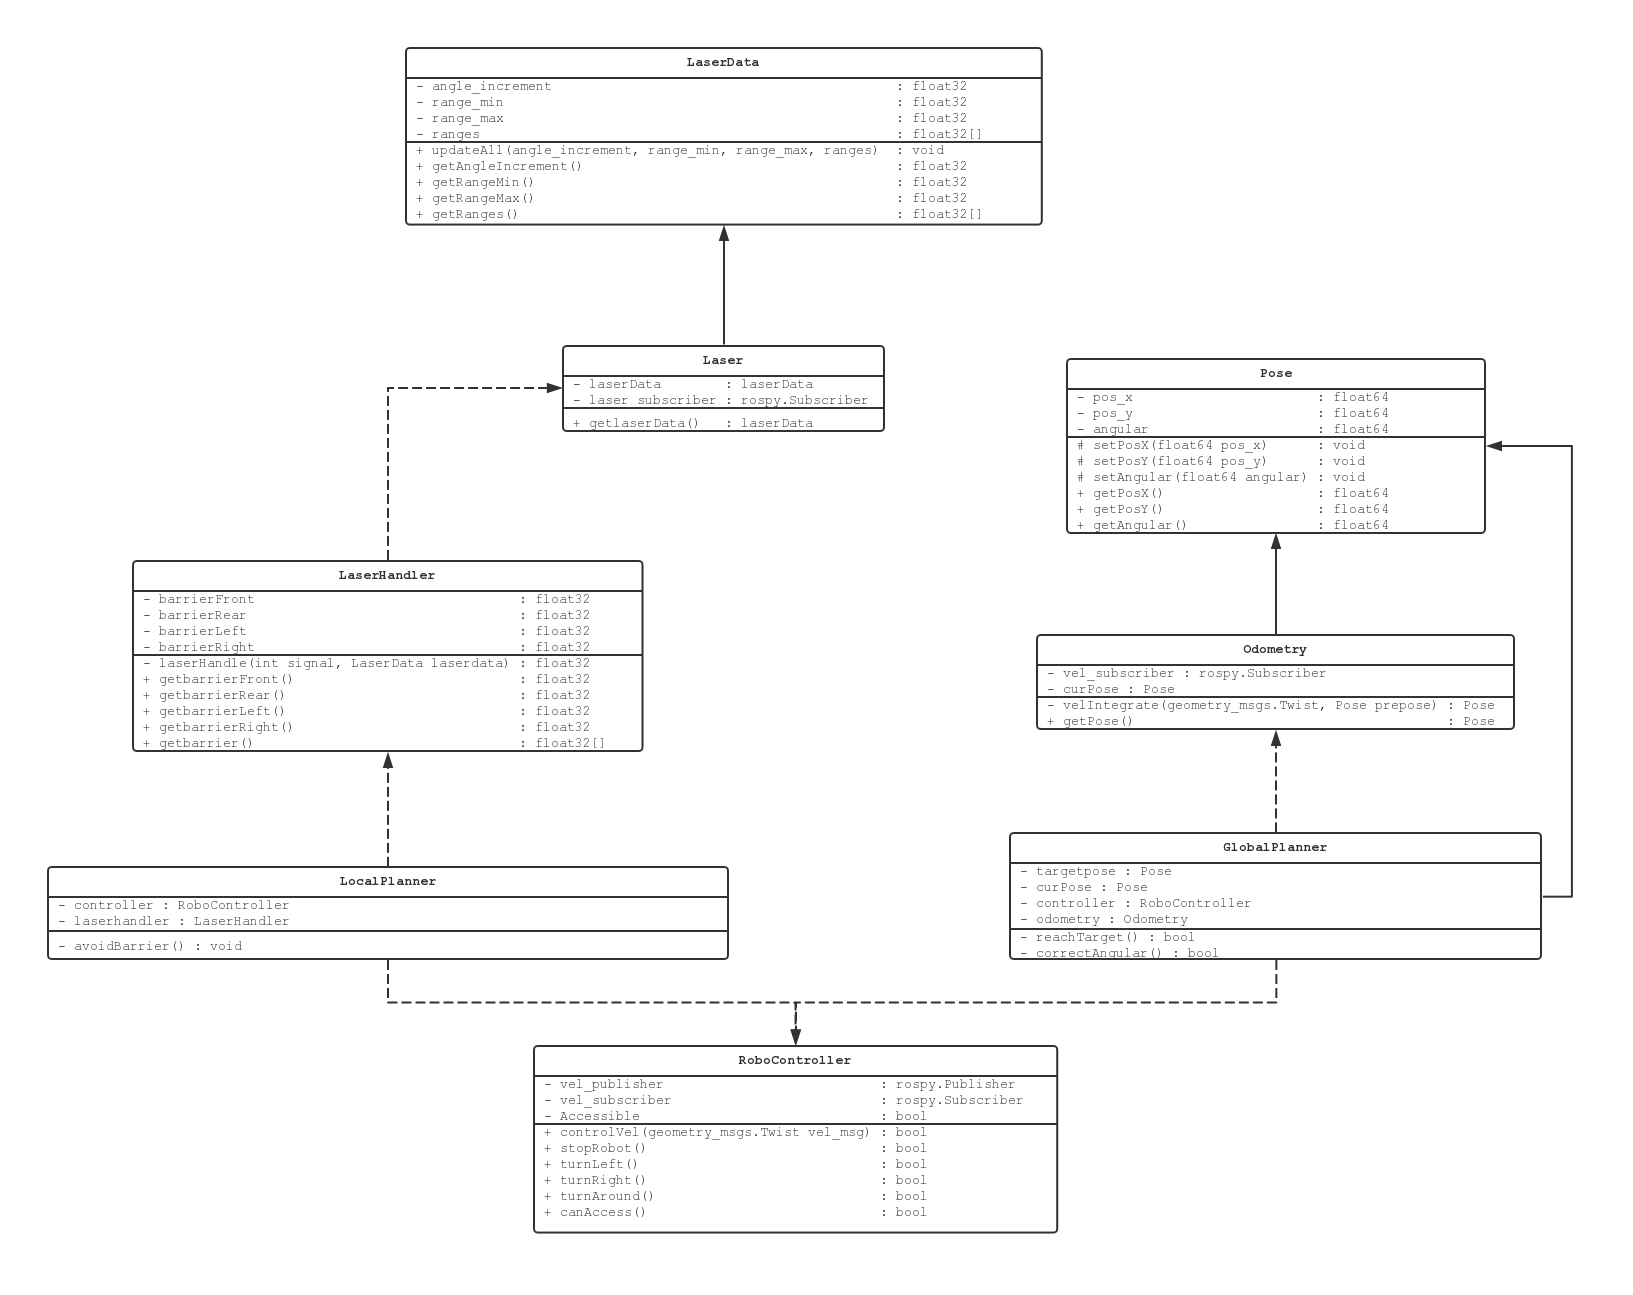 LaserData
- angle_increment : float32
- range_min : float32
- range_max : float32
- ranges : float32[]
+ updateAll(angle_increment, range_min, range_max, ranges) : void
+ getAngleIncrement() : float32
+ getRangeMin() : float32
+ getRangeMax() : float32
+ getRanges() : float32[]
Laser
- laserData : laserData
- laser_subscriber : rospy.Subscriber
+ getlaserData() : laserData
Pose
- pos_x : float64
- pos_y : float64
- angular : float64
# setPosX(float64 pos_x) : void
# setPosY(float64 pos_y) : void
# setAngular(float64 angular) : void
+ getPosX() : float64
+ getPosY() : float64
+ getAngular() : float64
LaserHandler
- barrierFront : float32
- barrierRear : float32
- barrierLeft : float32
- barrierRight : float32
- laserHandle(int signal, LaserData laserdata) : float32
+ getbarrierFront() : float32
+ getbarrierRear() : float32
+ getbarrierLeft() : float32
+ getbarrierRight() : float32
+ getbarrier() : float32[]
Odometry
- vel_subscriber : rospy.Subscriber
- curPose : Pose
- velIntegrate(geometry_msgs.Twist, Pose prepose) : Pose
+ getPose() : Pose
LocalPlanner
- controller : RoboController
- laserhandler : LaserHandler
- avoidBarrier() : void
GlobalPlanner
- targetpose : Pose
- curPose : Pose
- controller : RoboController
- odometry : Odometry
- reachTarget() : bool
- correctAngular() : bool
RoboController
- vel_publisher : rospy.Publisher
- vel_subscriber : rospy.Subscriber
- Accessible : bool
+ controlVel(geometry_msgs.Twist vel_msg) : bool
+ stopRobot() : bool
+ turnLeft() : bool
+ turnRight() : bool
+ turnAround() : bool
+ canAccess() : bool